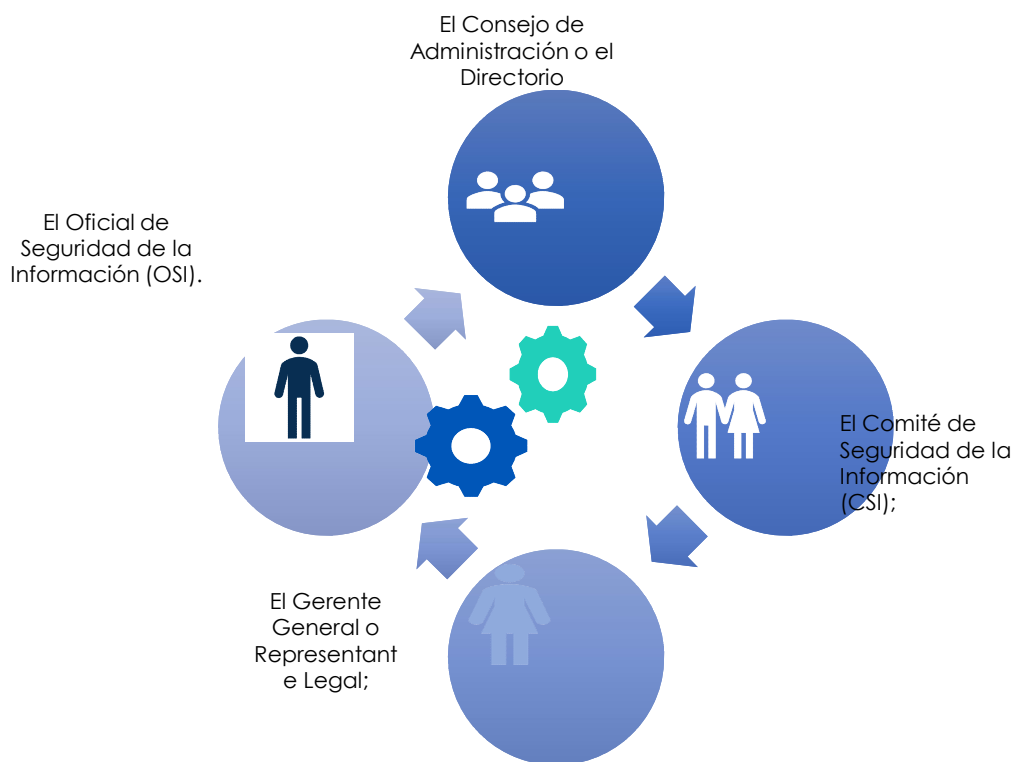 El Consejo de
Administración o el
Directorio
El Oficial de
Seguridad de la
Información (OSI).
El Comité de
Seguridad de la
Información
(CSI);
El Gerente
General o
Representant
e Legal;